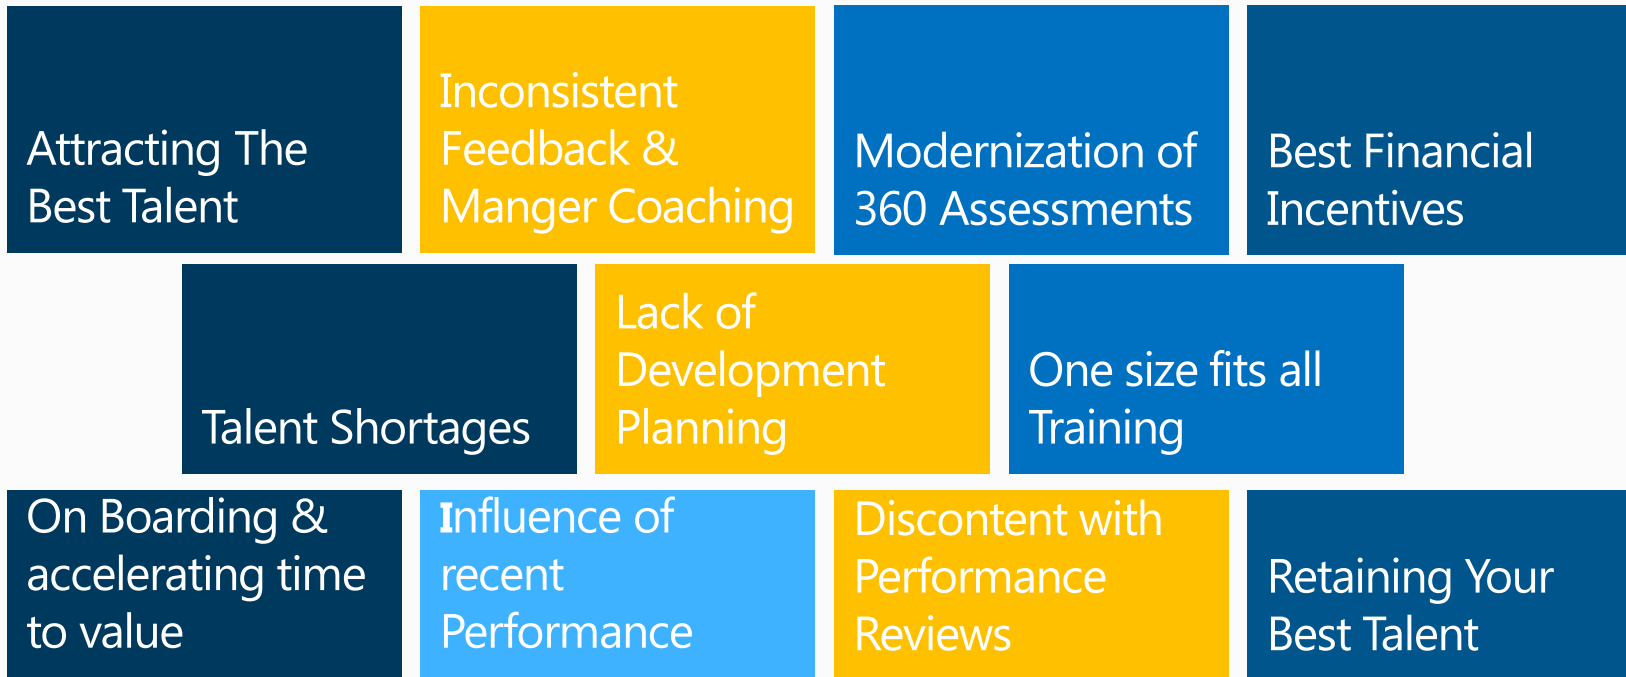 Attracting The
Best Talent
Inconsistent
Feedback &
Manger Coaching
Modernization of
360 Assessments
Best Financial
Incentives
Talent Shortages
Lack of
Development
Planning
One size fits all
Training
On Boarding &
accelerating time
to value
Influence of
recent
Performance
Discontent with
Performance
Reviews
Retaining Your
Best Talent